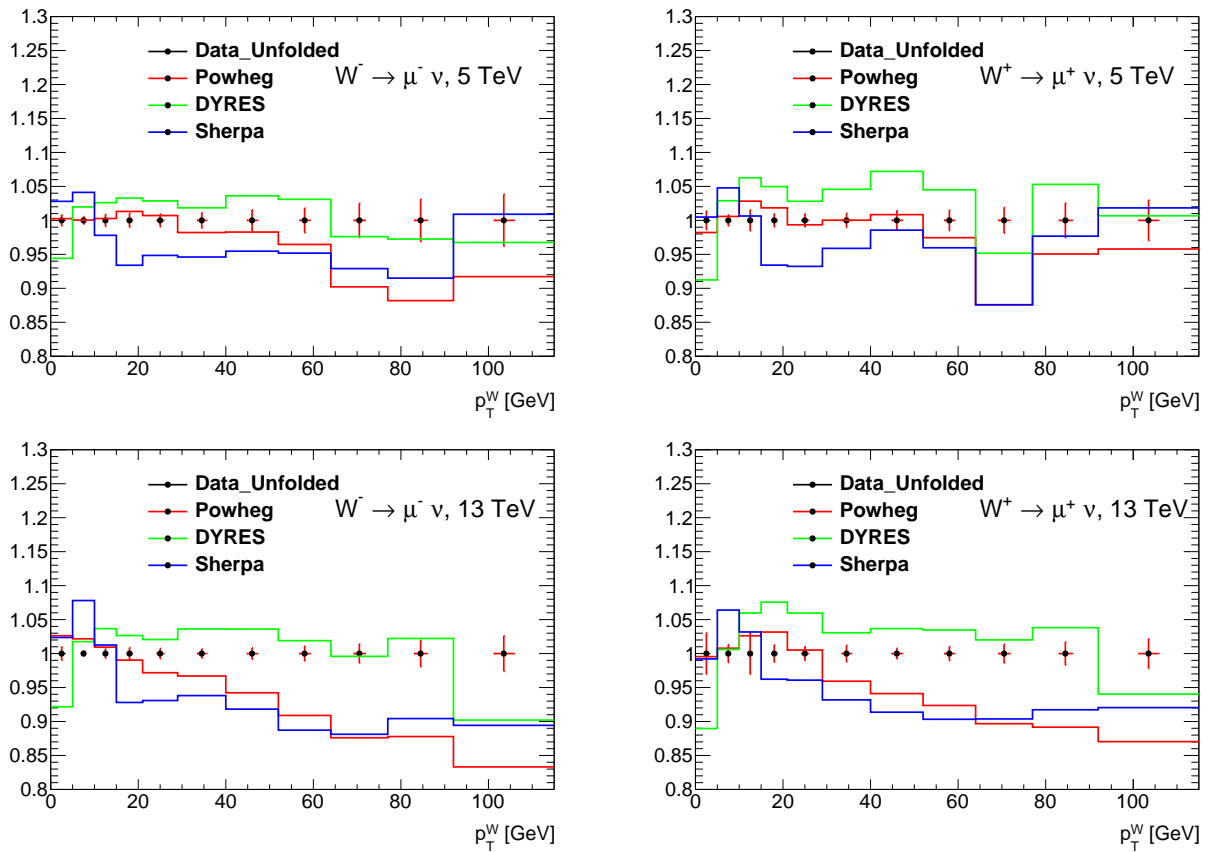 1.3
1.25
1.2
1.15
1.1
1.05
1
0.95
0.9
0.85
0.8
Data_Unfolded
Powheg
DYRES
Sherpa
W⁻ → μ⁻ ν, 5 TeV
0 20 40 60 80 100
p_T^W [GeV]
1.3
1.25
1.2
1.15
1.1
1.05
1
0.95
0.9
0.85
0.8
Data_Unfolded
Powheg
DYRES
Sherpa
W⁺ → μ⁺ ν, 5 TeV
0 20 40 60 80 100
p_T^W [GeV]
1.3
1.25
1.2
1.15
1.1
1.05
1
0.95
0.9
0.85
0.8
Data_Unfolded
Powheg
DYRES
Sherpa
W⁻ → μ⁻ ν, 13 TeV
0 20 40 60 80 100
p_T^W [GeV]
1.3
1.25
1.2
1.15
1.1
1.05
1
0.95
0.9
0.85
0.8
Data_Unfolded
Powheg
DYRES
Sherpa
W⁺ → μ⁺ ν, 13 TeV
0 20 40 60 80 100
p_T^W [GeV]